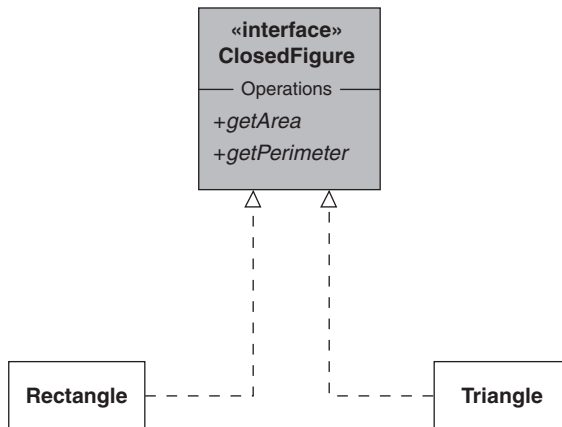 «interface»
ClosedFigure
Operations
+getArea
+getPerimeter
Rectangle
Triangle